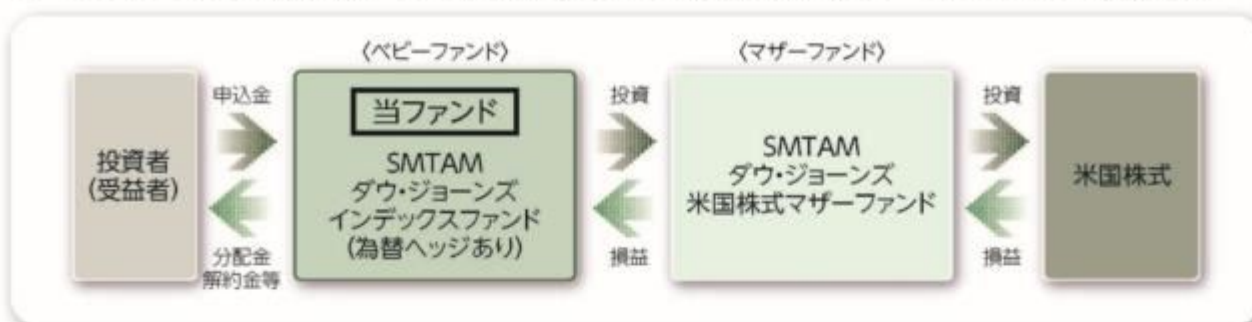 〈ベビーファンド〉
〈マザーファンド〉
投資者
(受益者)
申込金
分配金
解約金等
当ファンド
SMTAM
ダウ・ジョーンズ
インデックスファンド
(為替ヘッジあり)
投資
損益
SMTAM
ダウ・ジョーンズ
米国株式マザーファンド
投資
損益
米国株式